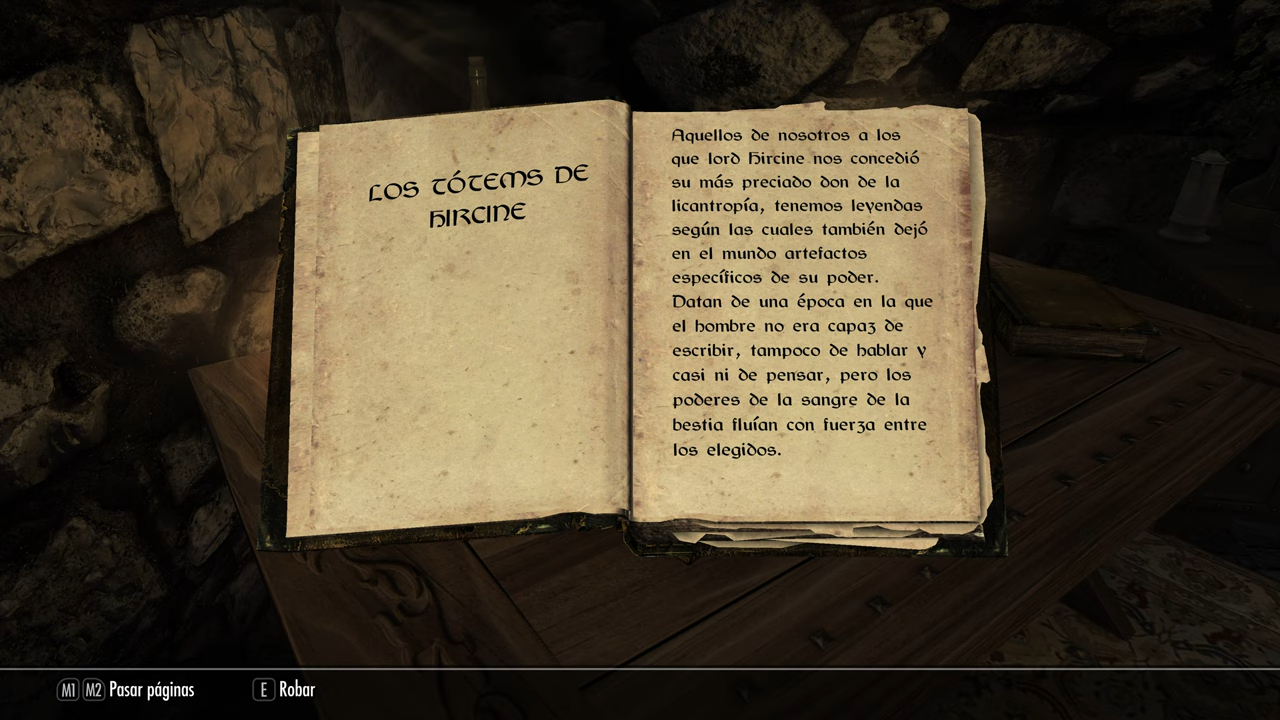 LOS TÓTEMS DE
HIRCINE
Aquellos de nosotros a los
que lord Hircine nos concedió
su más preciado don de la
licantropía, tenemos leyendas
según las cuales también dejó
en el mundo artefactos
específicos de su poder.
Datan de una época en la que
el hombre no era capaz de
escribir, tampoco de hablar y
casi ni de pensar, pero los
poderes de la sangre de la
bestia fluían con fuerza entre
los elegidos.
M1 M2 Pasar páginas E Robar